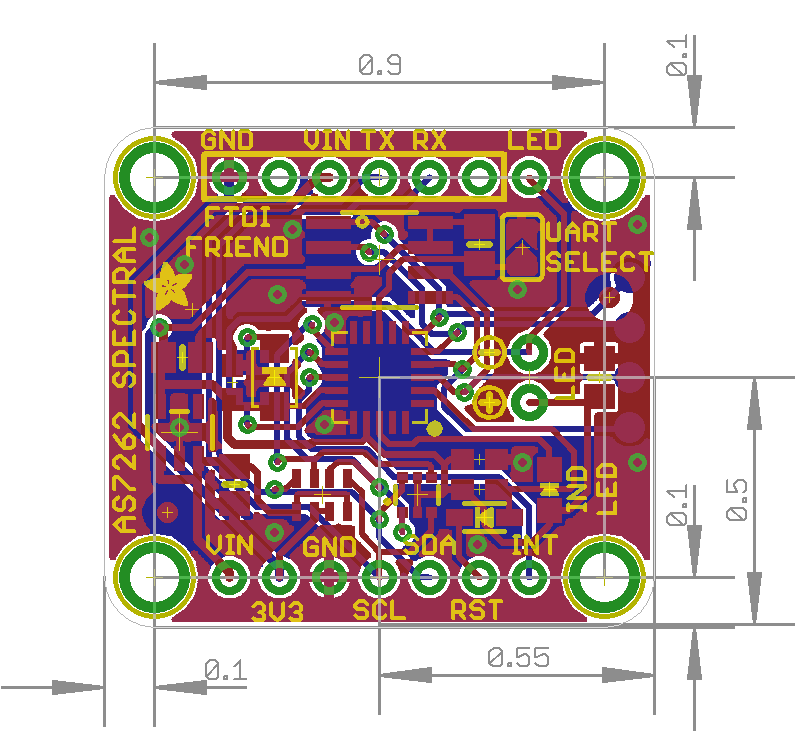 0.9
0.1
GND VIN TX RX LED
FTDI
FRIEND
UART
SELECT
AS7262 SPECTRAL
LED
IND
LED
0.1
0.5
VIN GND SDA INT
3V3 SCL RST
0.1
0.55